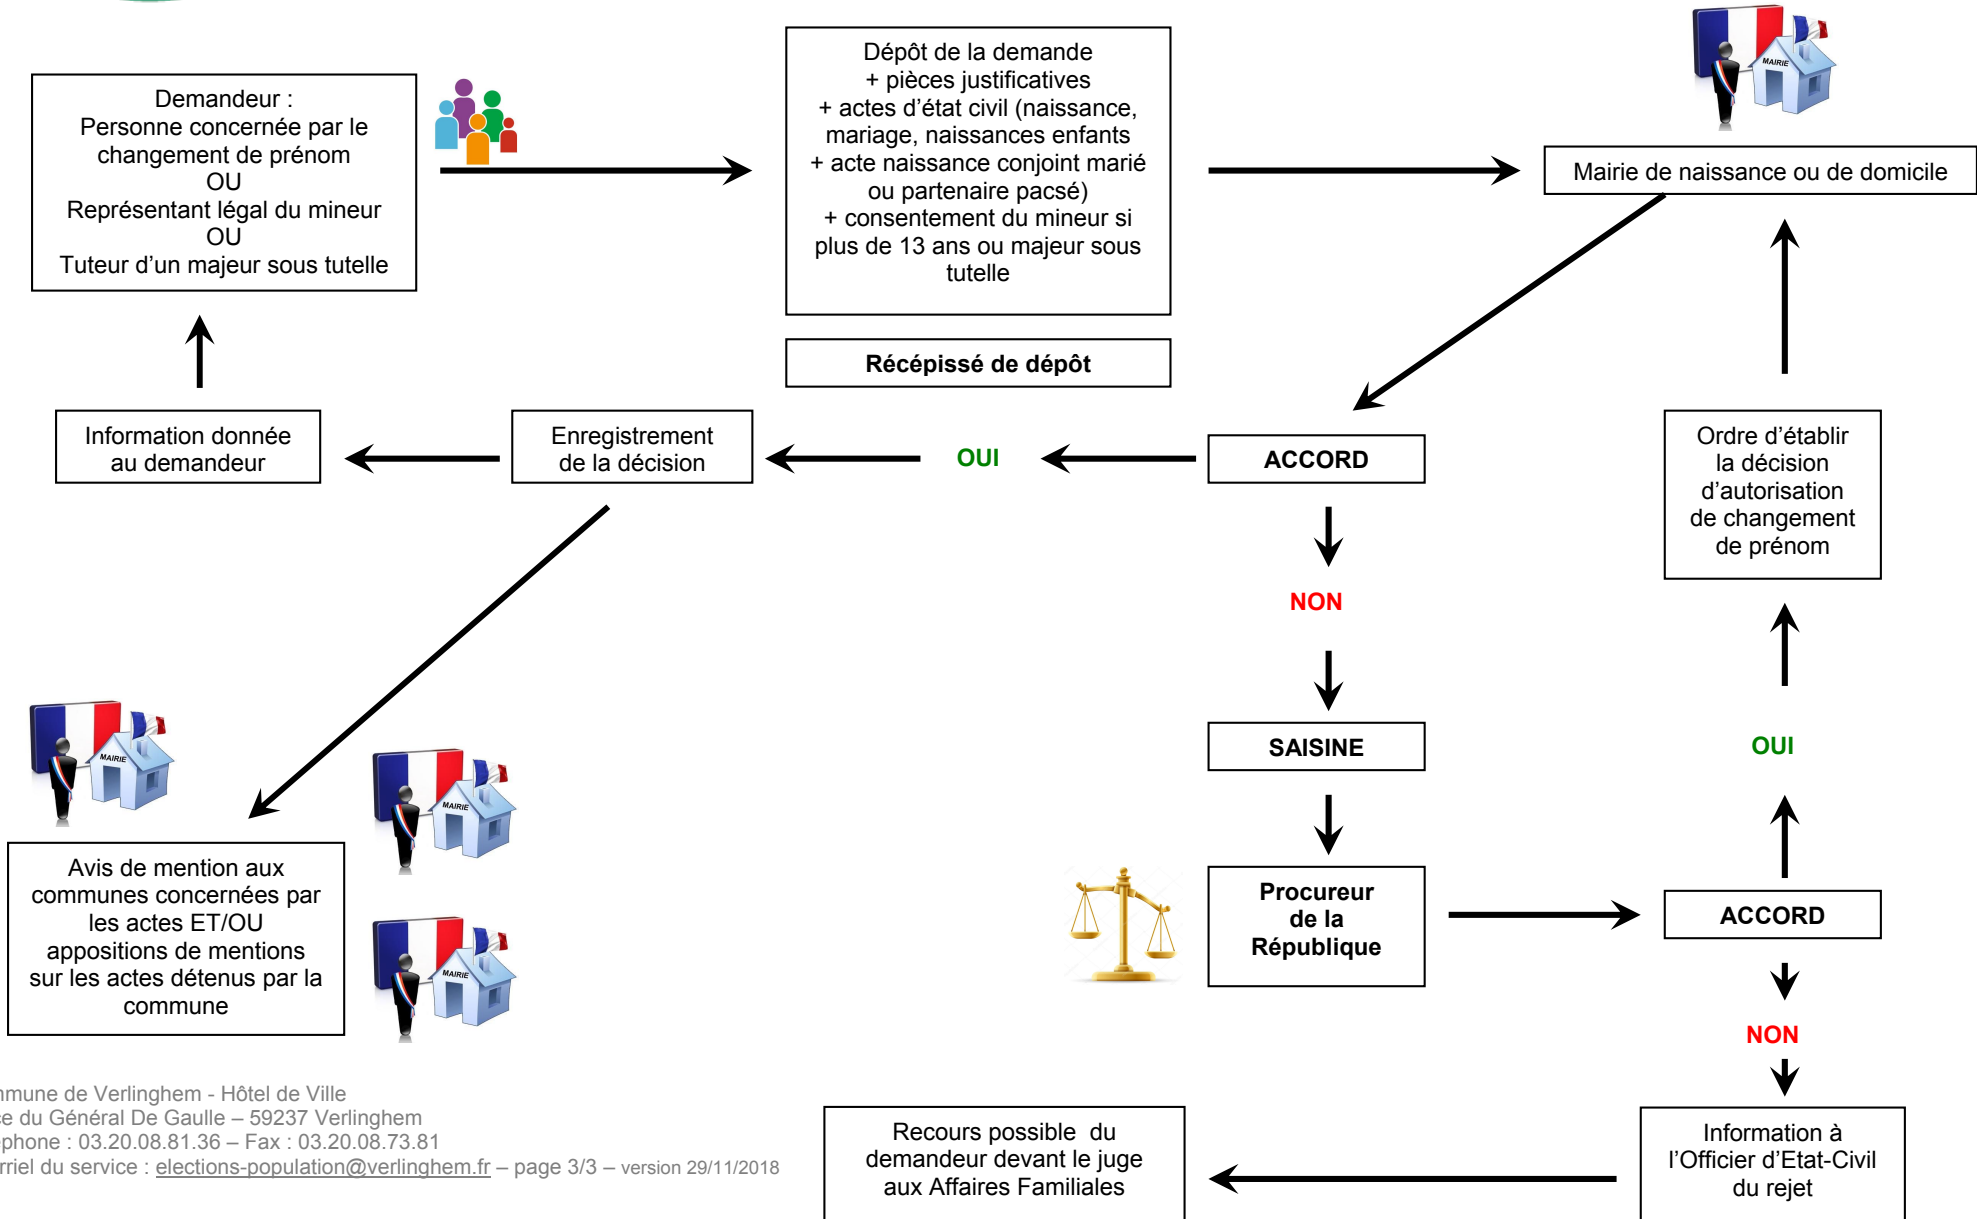 Demandeur :
Personne concernée par le
changement de prénom
OU
Représentant légal du mineur
OU
Tuteur d'un majeur sous tutelle
Dépôt de la demande
+ pièces justificatives
+ actes d'état civil (naissance,
mariage, naissances enfants
+ acte naissance conjoint marié
ou partenaire pacsé)
+ consentement du mineur si
plus de 13 ans ou majeur sous
tutelle
MAIRIE
Mairie de naissance ou de domicile
Récépissé de dépôt
Information donnée
au demandeur
Enregistrement
de la décision
OUI
ACCORD
Ordre d'établir
la décision
d'autorisation
de changement
de prénom
NON
SAISINE
OUI
MAIRIE
MAIRIE
MAIRIE
Avis de mention aux
communes concernées par
les actes ET/OU
appositions de mentions
sur les actes détenus par la
commune
Procureur
de la
République
ACCORD
NON
Information à
l'Officier d'Etat-Civil
du rejet
Recours possible du
demandeur devant le juge
aux Affaires Familiales
mmune de Verlinghem - Hôtel de Ville
ce du Général De Gaulle – 59237 Verlinghem
éphone : 03.20.08.81.36 – Fax : 03.20.08.73.81
rriel du service : elections-population@verlinghem.fr – page 3/3 – version 29/11/2018